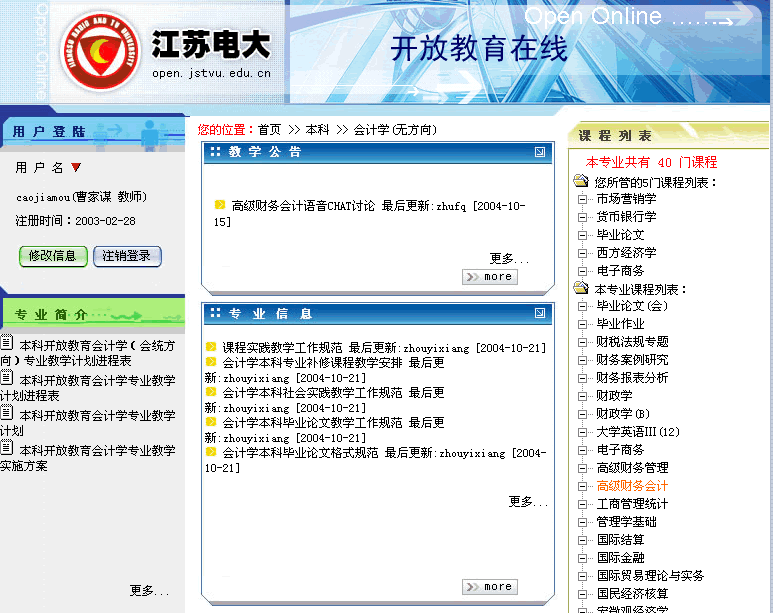 Open Online ......
Open Online
JIANGSU RADIO AND TV UNIVERSITY
江苏电大
open.jstvu.edu.cn
开放教育在线
用户登陆
用 户 名
caojiamou(曹家谋 教师)
注册时间：2003-02-28
修改信息 注销登录
专业简介
本科开放教育会计学（会统方
向）专业教学计划进程表
本科开放教育会计学专业教学
计划进程表
本科开放教育会计学专业教学
计划
本科开放教育会计学专业教学
实施方案
更多...
您的位置：首页 >> 本科 >> 会计学(无方向)
教学公告
高级财务会计语音CHAT讨论 最后更新:zhufq [2004-10-
15]
更多...
more
专业信息
课程实践教学工作规范 最后更新:zhouyixiang [2004-10-21]
会计学本科专业补修课程教学安排 最后更
新:zhouyixiang [2004-10-21]
会计学本科社会实践教学工作规范 最后更
新:zhouyixiang [2004-10-21]
会计学本科毕业论文教学工作规范 最后更
新:zhouyixiang [2004-10-21]
会计学本科毕业论文格式规范 最后更新:zhouyixiang [2004-
10-21]
更多...
more
课程列表
本专业共有 40 门课程
您所管的5门课程列表：
市场营销学
货币银行学
毕业论文
西方经济学
电子商务
本专业课程列表：
毕业论文(会)
毕业作业
财税法规专题
财务案例研究
财务报表分析
财政学
财政学(B)
大学英语III(12)
电子商务
高级财务管理
高级财务会计
工商管理统计
管理学基础
国际结算
国际金融
国际贸易理论与实务
国民经济核算
宏微观经济学